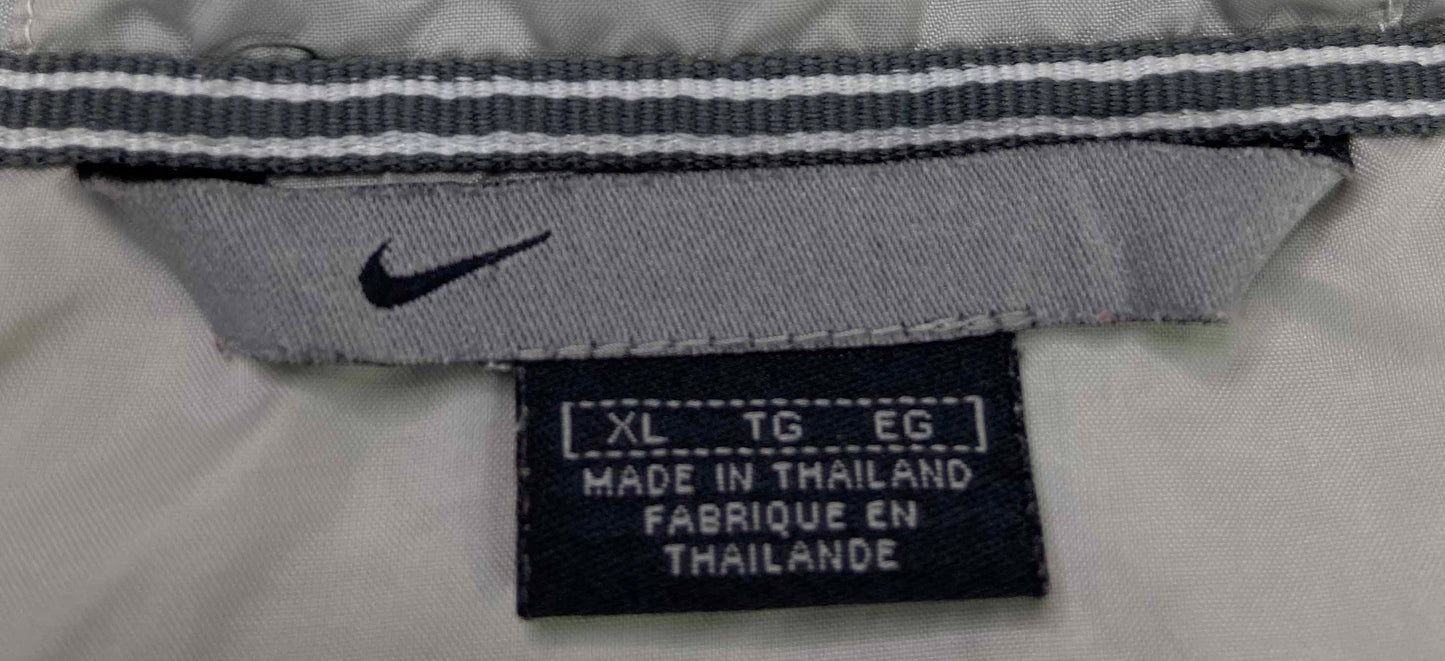 XL TG EG
MADE IN THAILAND
FABRIQUE EN
THAILANDE